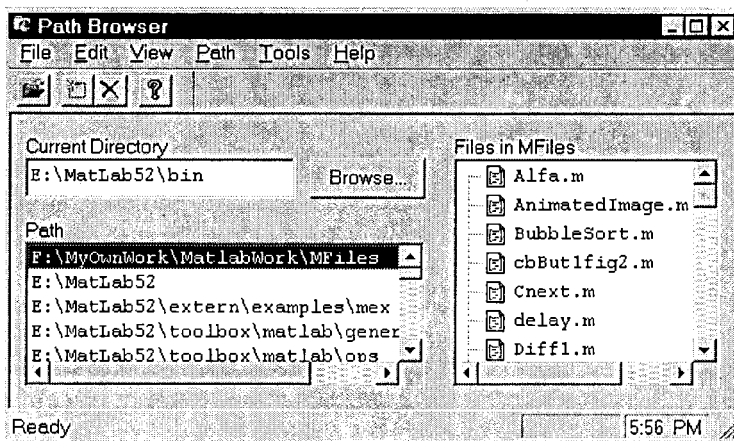 Path Browser
File Edit View Path Tools Help
Current Directory
E:\MatLab52\bin
Browse...
Path
F:\MyOwnWork\MatlabWork\MFiles
E:\MatLab52
E:\MatLab52\extern\examples\mex
E:\MatLab52\toolbox\matlab\gener
E:\MatLab52\toolbox\matlab\ops
Files in MFiles
Alfa.m
AnimatedImage.m
BubbleSort.m
cbBut1fig2.m
Cnext.m
delay.m
Diff1.m
Ready
5:56 PM